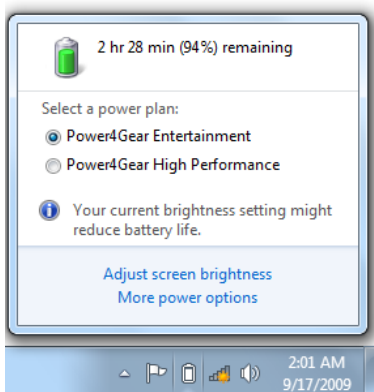 2 hr 28 min (94%) remaining
Select a power plan:
Power4Gear Entertainment
Power4Gear High Performance
Your current brightness setting might
reduce battery life.
Adjust screen brightness
More power options
2:01 AM
9/17/2009